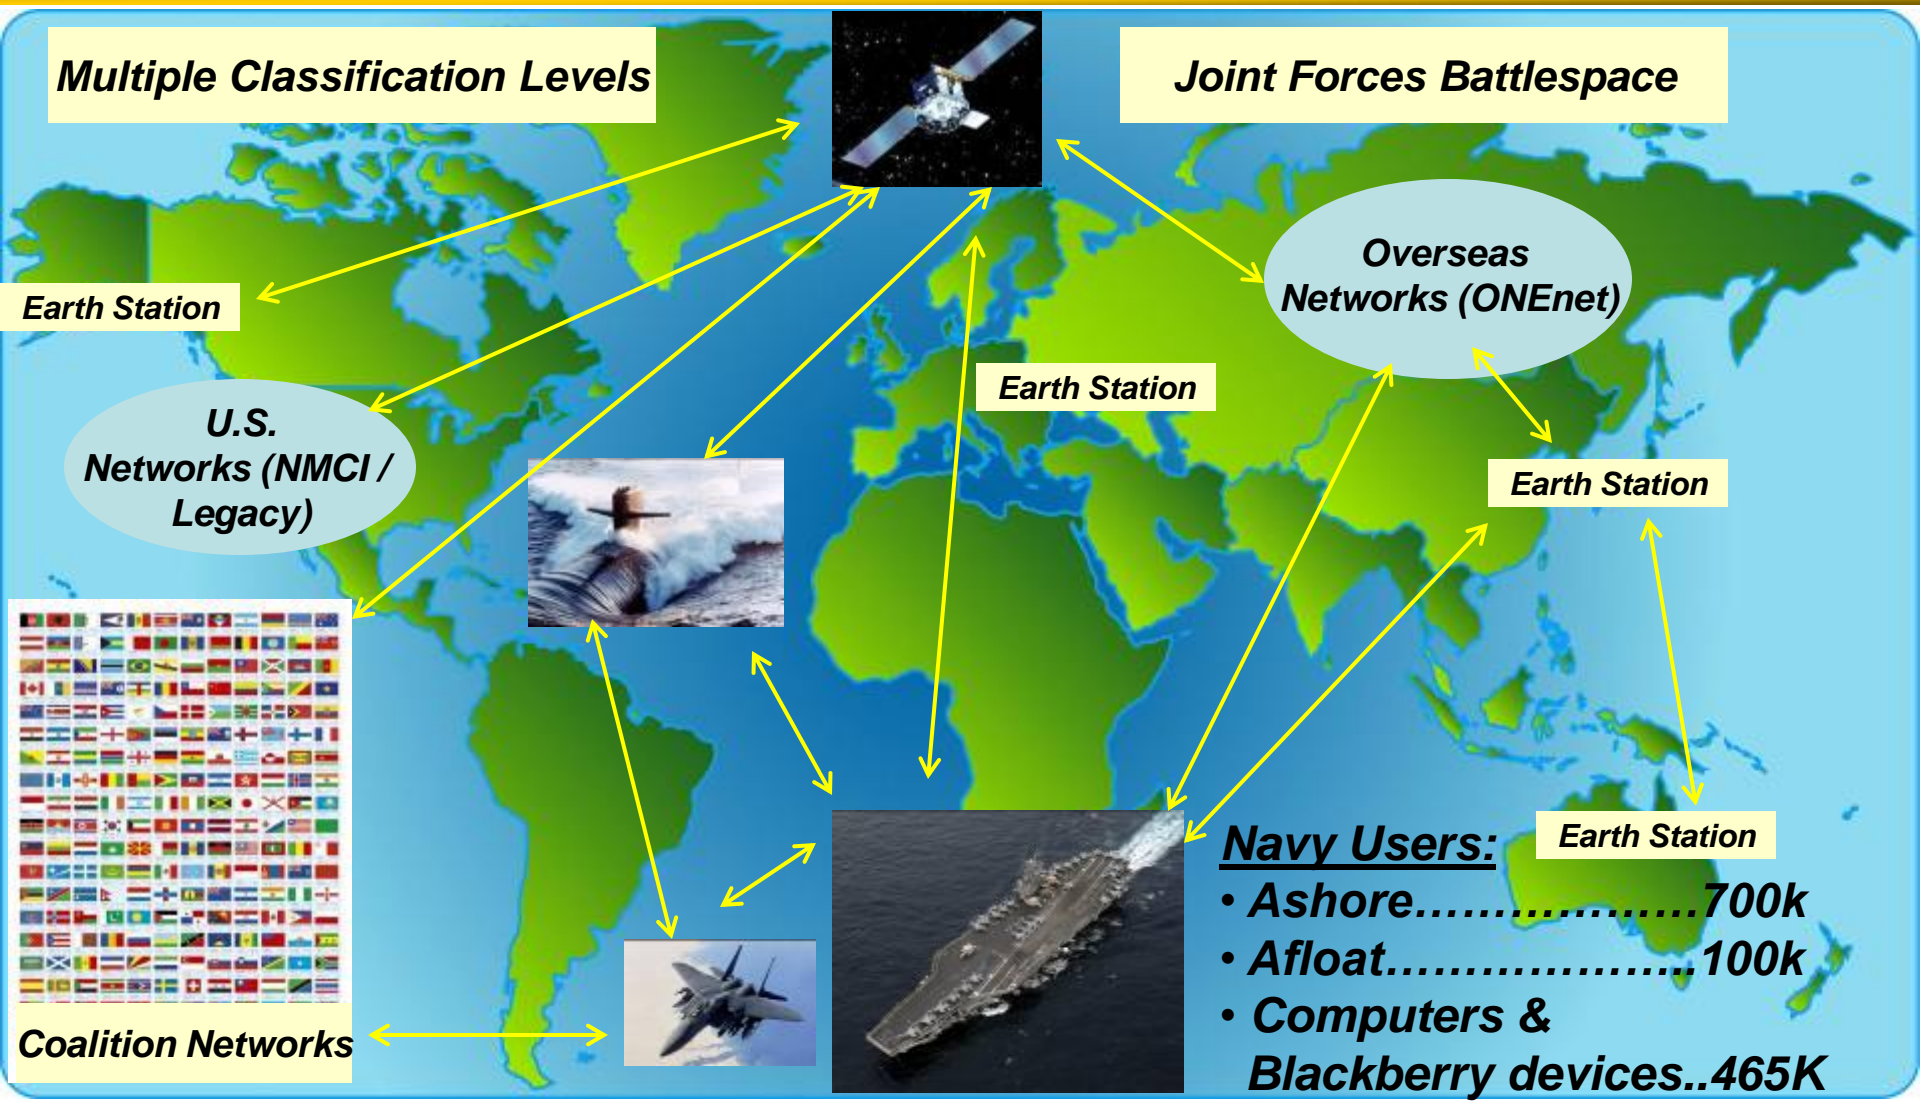 Multiple Classification Levels
Joint Forces Battlespace
Overseas
Networks (ONEnet)
Earth Station
Earth Station
U.S.
Networks (NMCI /
Legacy)
Earth Station
Earth Station
Navy Users:
• Ashore………………700k
• Afloat………………..100k
• Computers &
Blackberry devices..465K
Coalition Networks